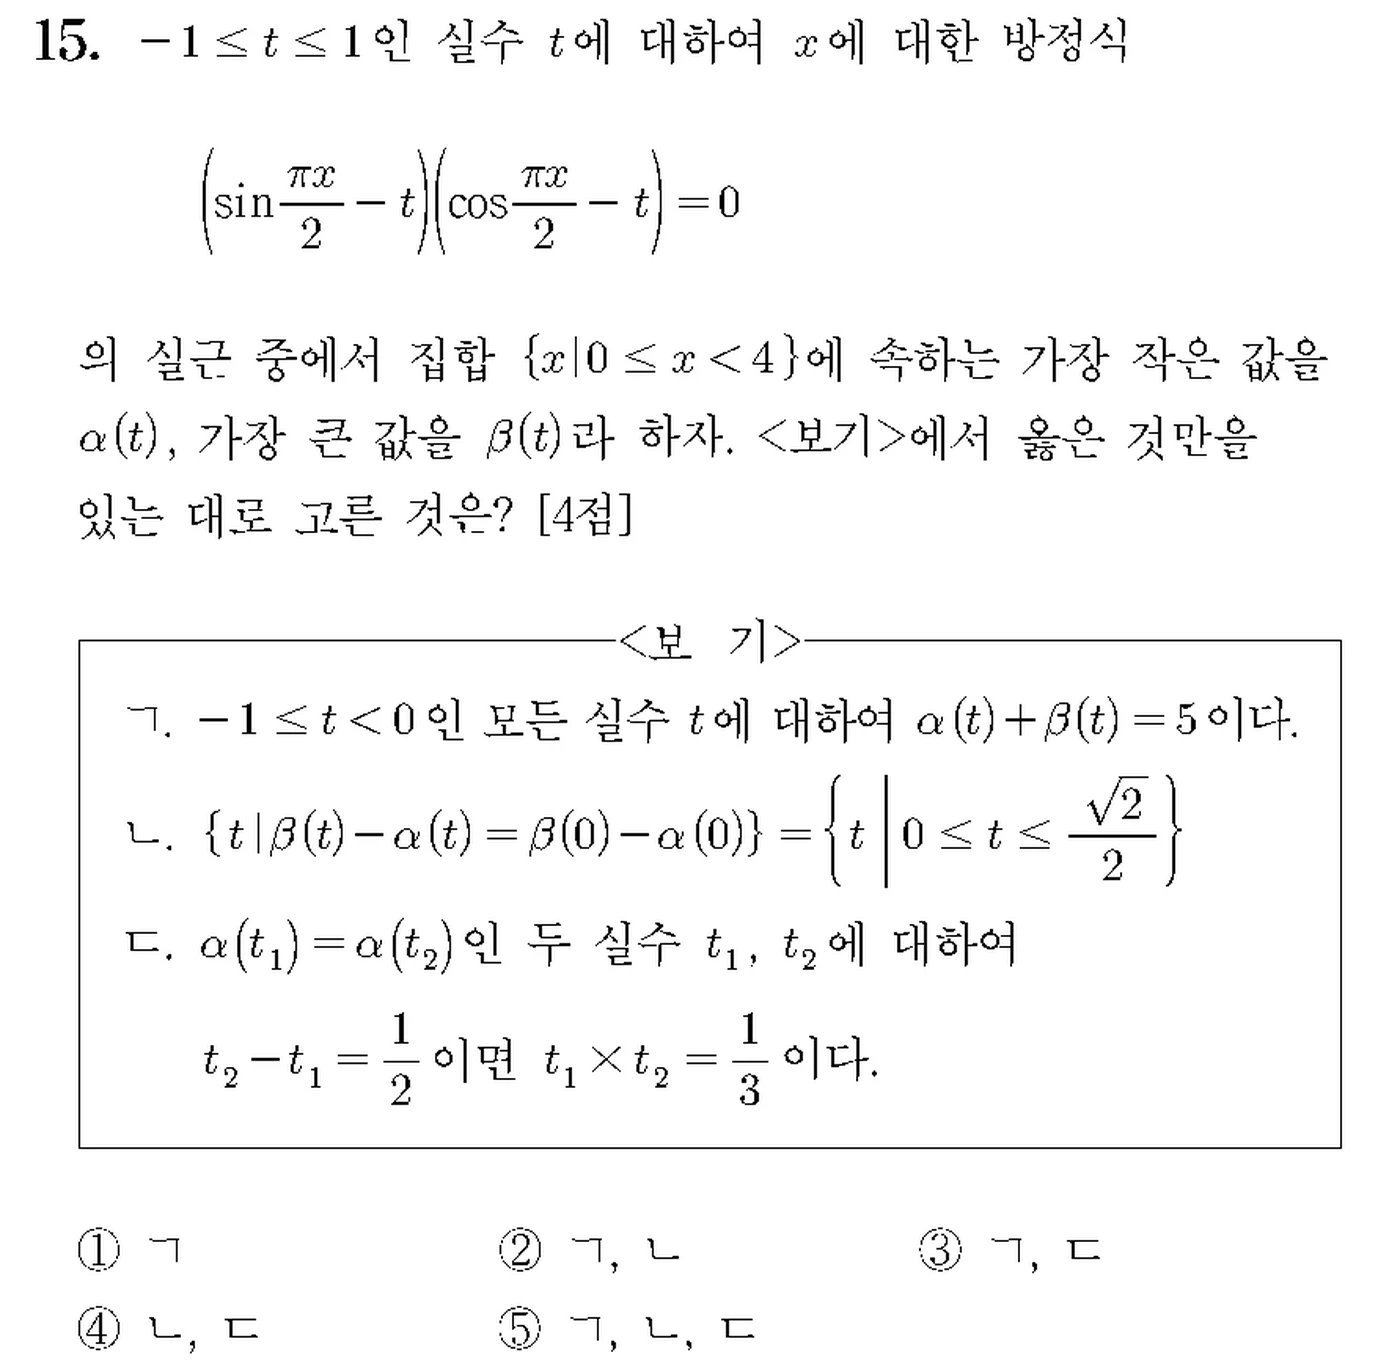 15. −1 ≤ t ≤ 1인 실수 t에 대하여 x에 대한 방정식
(sin πx/2 − t)(cos πx/2 − t) = 0
의 실근 중에서 집합 {x|0 ≤ x < 4}에 속하는 가장 작은 값을
α(t), 가장 큰 값을 β(t)라 하자. <보기>에서 옳은 것만을
있는 대로 고른 것은? [4점]
<보 기>
ㄱ. −1 ≤ t < 0인 모든 실수 t에 대하여 α(t)+β(t)=5이다.
ㄴ. {t|β(t)−α(t)=β(0)−α(0)} = {t | 0 ≤ t ≤ √2/2}
ㄷ. α(t₁)=α(t₂)인 두 실수 t₁, t₂에 대하여
t₂−t₁ = 1/2이면 t₁×t₂ = 1/3이다.
① ㄱ ② ㄱ, ㄴ ③ ㄱ, ㄷ
④ ㄴ, ㄷ ⑤ ㄱ, ㄴ, ㄷ